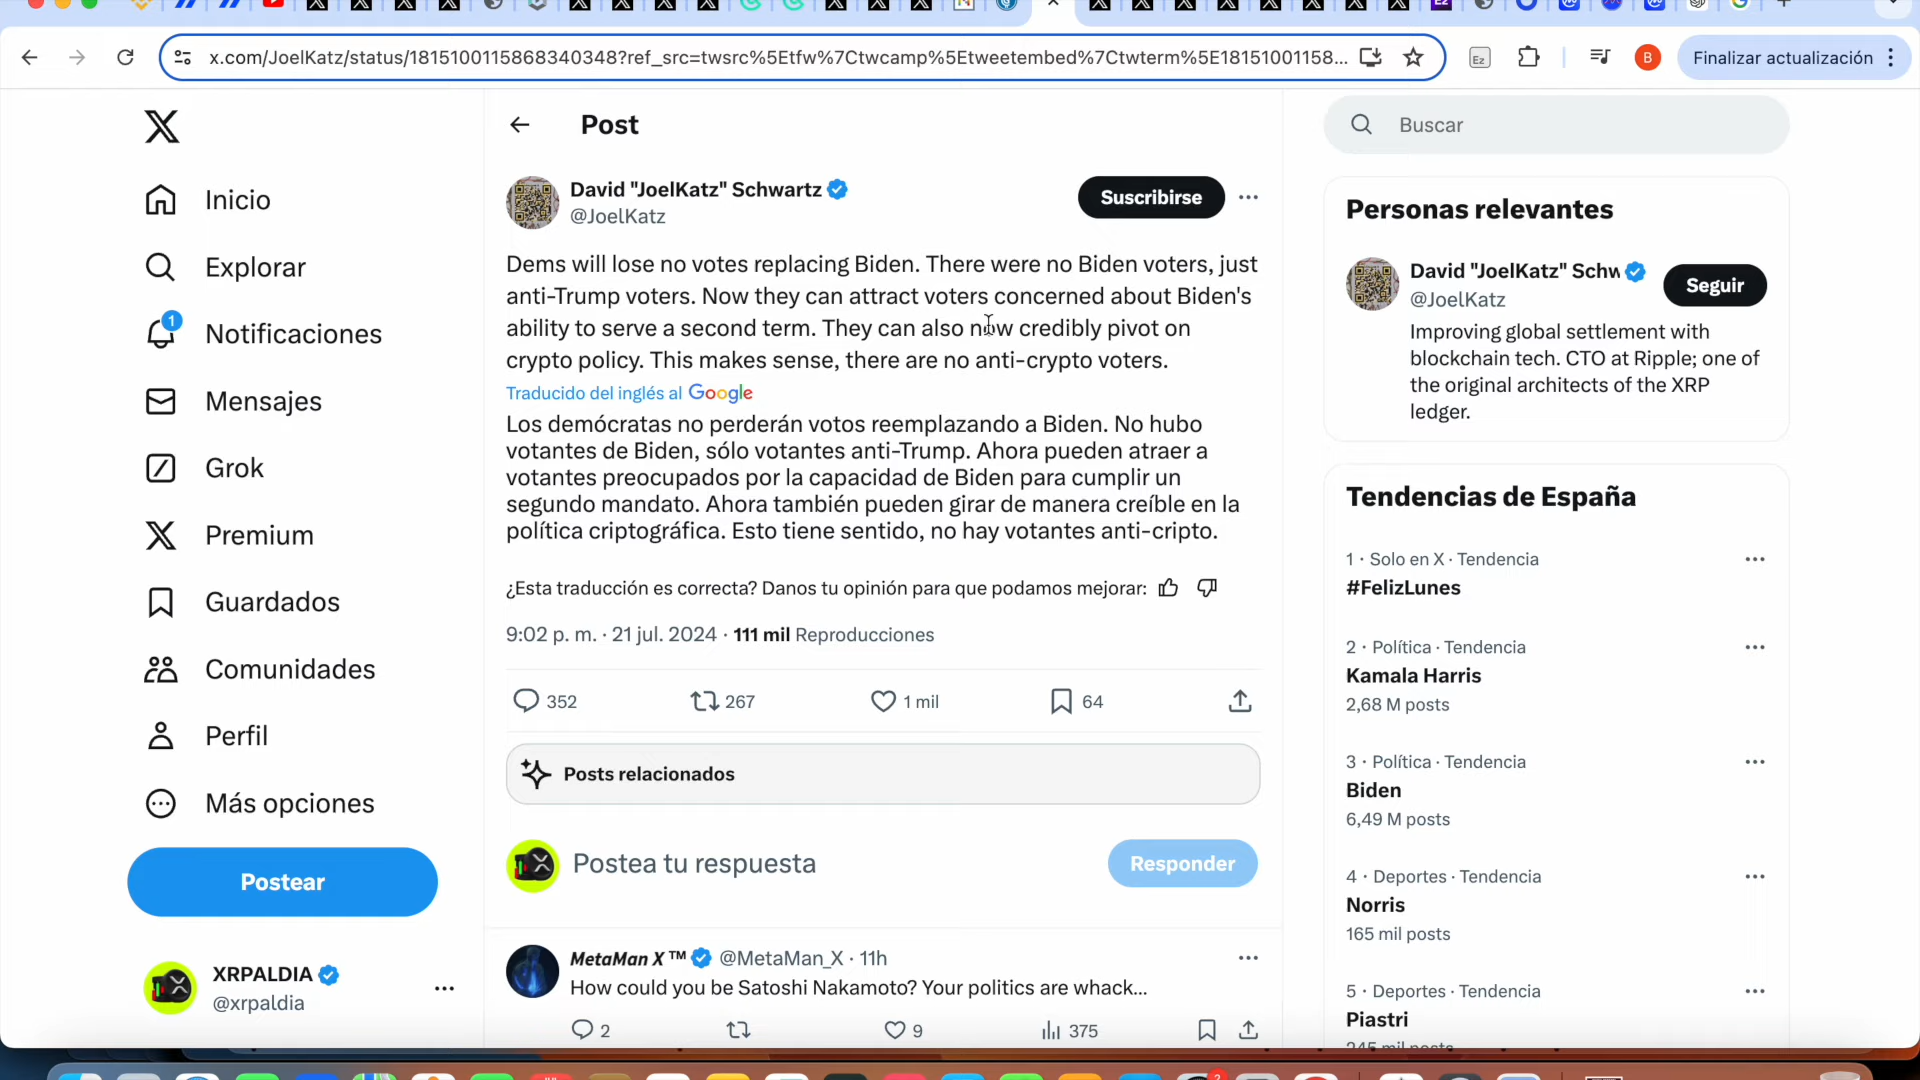 x.com/JoelKatz/status/1815100115868340348?ref_src=twsrc%5Etfw%7Ctwcamp%5Etweetembed%7Ctwterm%5E18151001158...
Ez
B
Finalizar actualización
Post
Buscar
Inicio
Explorar
1
Notificaciones
Mensajes
Grok
Premium
Guardados
Comunidades
Perfil
Más opciones
Postear
XRPALDIA
@xrpaldia
David "JoelKatz" Schwartz
@JoelKatz
Suscribirse
Dems will lose no votes replacing Biden. There were no Biden voters, just
anti-Trump voters. Now they can attract voters concerned about Biden's
ability to serve a second term. They can also now credibly pivot on
crypto policy. This makes sense, there are no anti-crypto voters.
Traducido del inglés al Google
Los demócratas no perderán votos reemplazando a Biden. No hubo
votantes de Biden, sólo votantes anti-Trump. Ahora pueden atraer a
votantes preocupados por la capacidad de Biden para cumplir un
segundo mandato. Ahora también pueden girar de manera creíble en la
política criptográfica. Esto tiene sentido, no hay votantes anti-cripto.
¿Esta traducción es correcta? Danos tu opinión para que podamos mejorar:
9:02 p. m. · 21 jul. 2024 · 111 mil Reproducciones
352 267 1 mil 64
Posts relacionados
Postea tu respuesta
Responder
MetaMan X ™ @MetaMan_X · 11h
How could you be Satoshi Nakamoto? Your politics are whack...
2 9 375
Personas relevantes
David "JoelKatz" Schw
@JoelKatz
Seguir
Improving global settlement with
blockchain tech. CTO at Ripple; one of
the original architects of the XRP
ledger.
Tendencias de España
1 · Solo en X · Tendencia
#FelizLunes
2 · Política · Tendencia
Kamala Harris
2,68 M posts
3 · Política · Tendencia
Biden
6,49 M posts
4 · Deportes · Tendencia
Norris
165 mil posts
5 · Deportes · Tendencia
Piastri